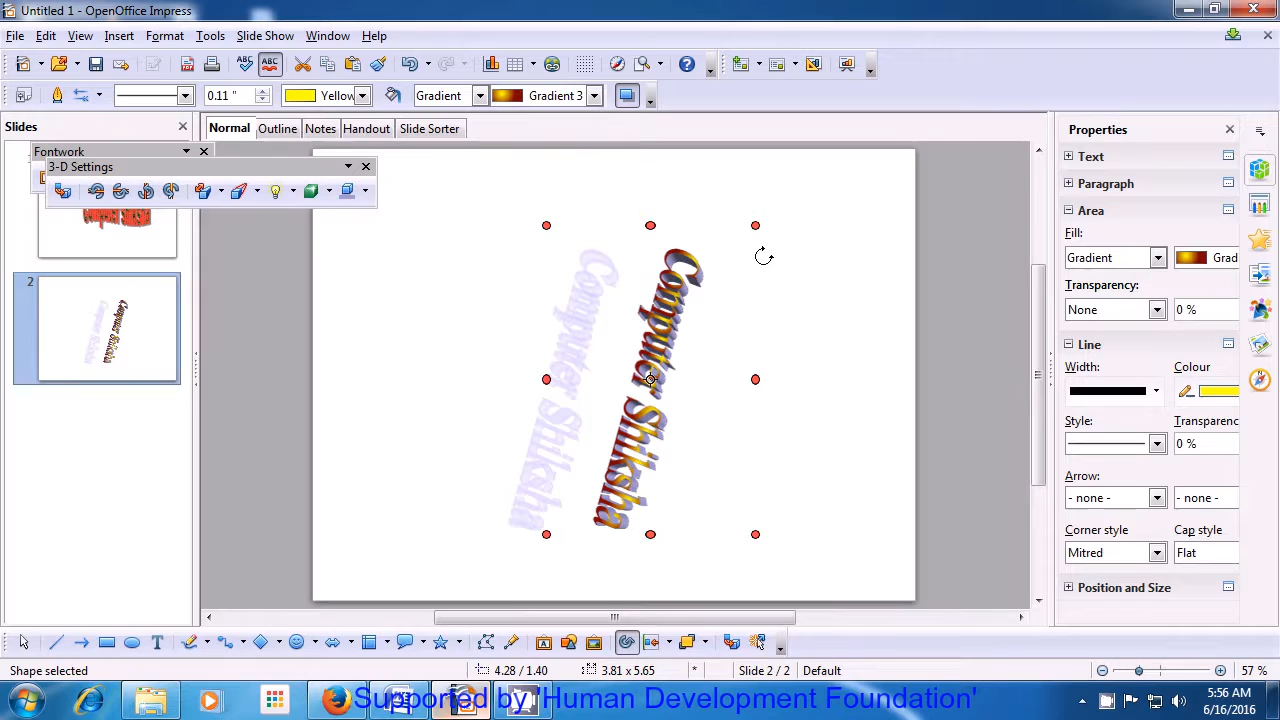 Untitled 1 - OpenOffice Impress
File Edit View Insert Format Tools Slide Show Window Help
0.11 " Yellow Gradient Gradient 3
Slides
Normal Outline Notes Handout Slide Sorter
Properties
Fontwork
3-D Settings
Text
Paragraph
Area
Fill:
Gradient Grad
Transparency:
None 0 %
Line
Width: Colour
Style: Transparenc
0 %
Arrow:
- none - - none -
Corner style Cap style
Mitred Flat
Position and Size
2
Computer Shiksha
Computer Shiksha
Shape selected 4.28 / 1.40 3.81 x 5.65 * Slide 2 / 2 Default 57 %
Supported by 'Human Development Foundation'
5:56 AM
6/16/2016